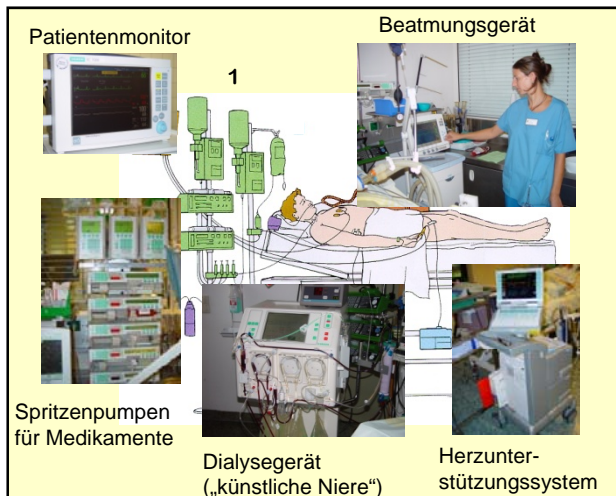 Patientenmonitor
Beatmungsgerät
1
Spritzenpumpen
für Medikamente
Dialysegerät
(„künstliche Niere“)
Herzunter-
stützungssystem